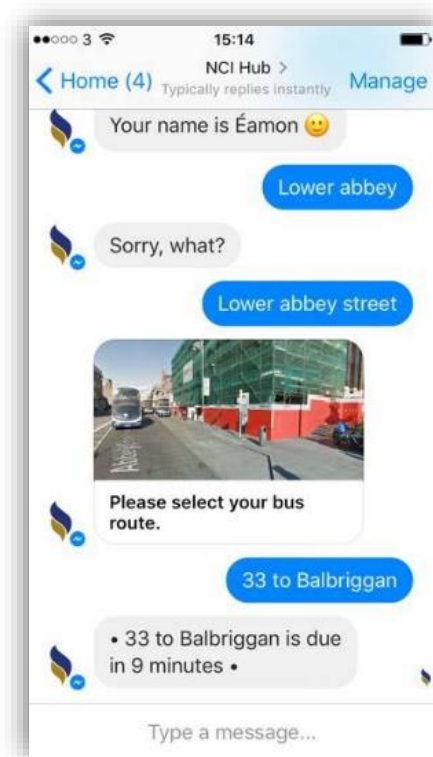 ●●○○○ 3 15:14
Home (4) NCI Hub > Manage
Typically replies instantly
Your name is Éamon 🙂
Lower abbey
Sorry, what?
Lower abbey street
Please select your bus
route.
33 to Balbriggan
• 33 to Balbriggan is due
in 9 minutes •
Type a message...